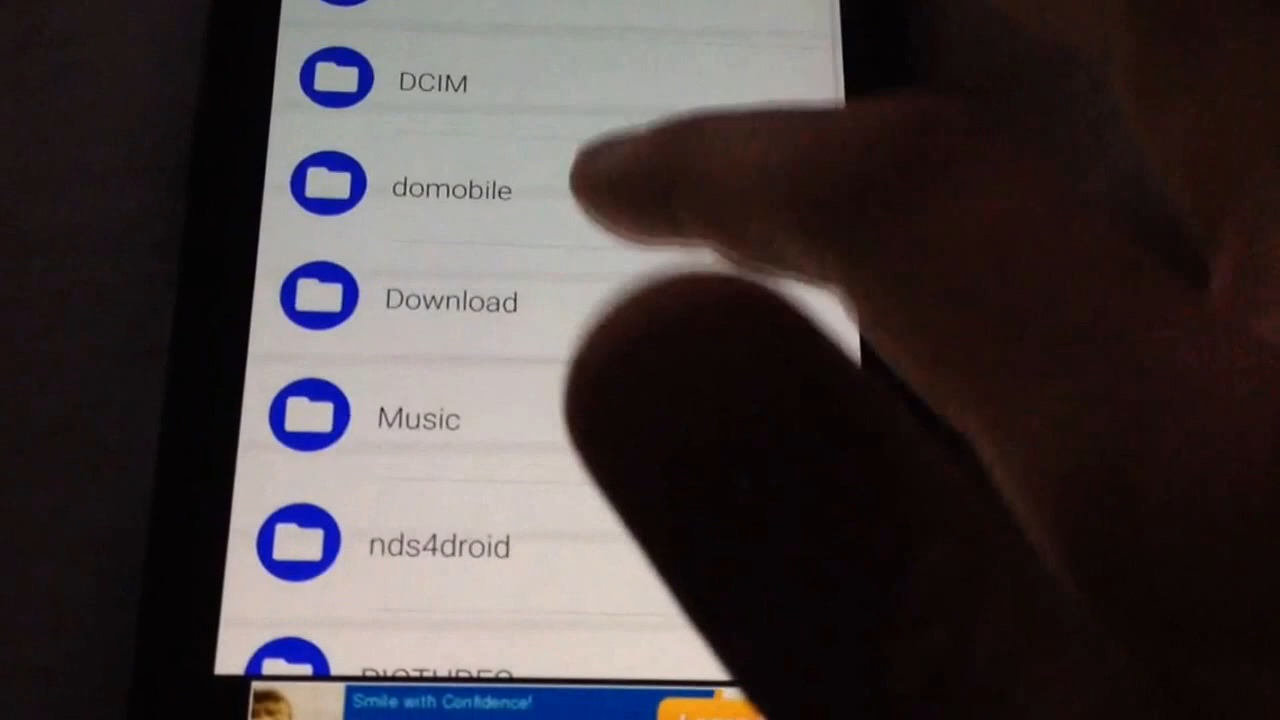 DCIM
domobile
Download
Music
nds4droid
PICTURES
Smile with Confidence!